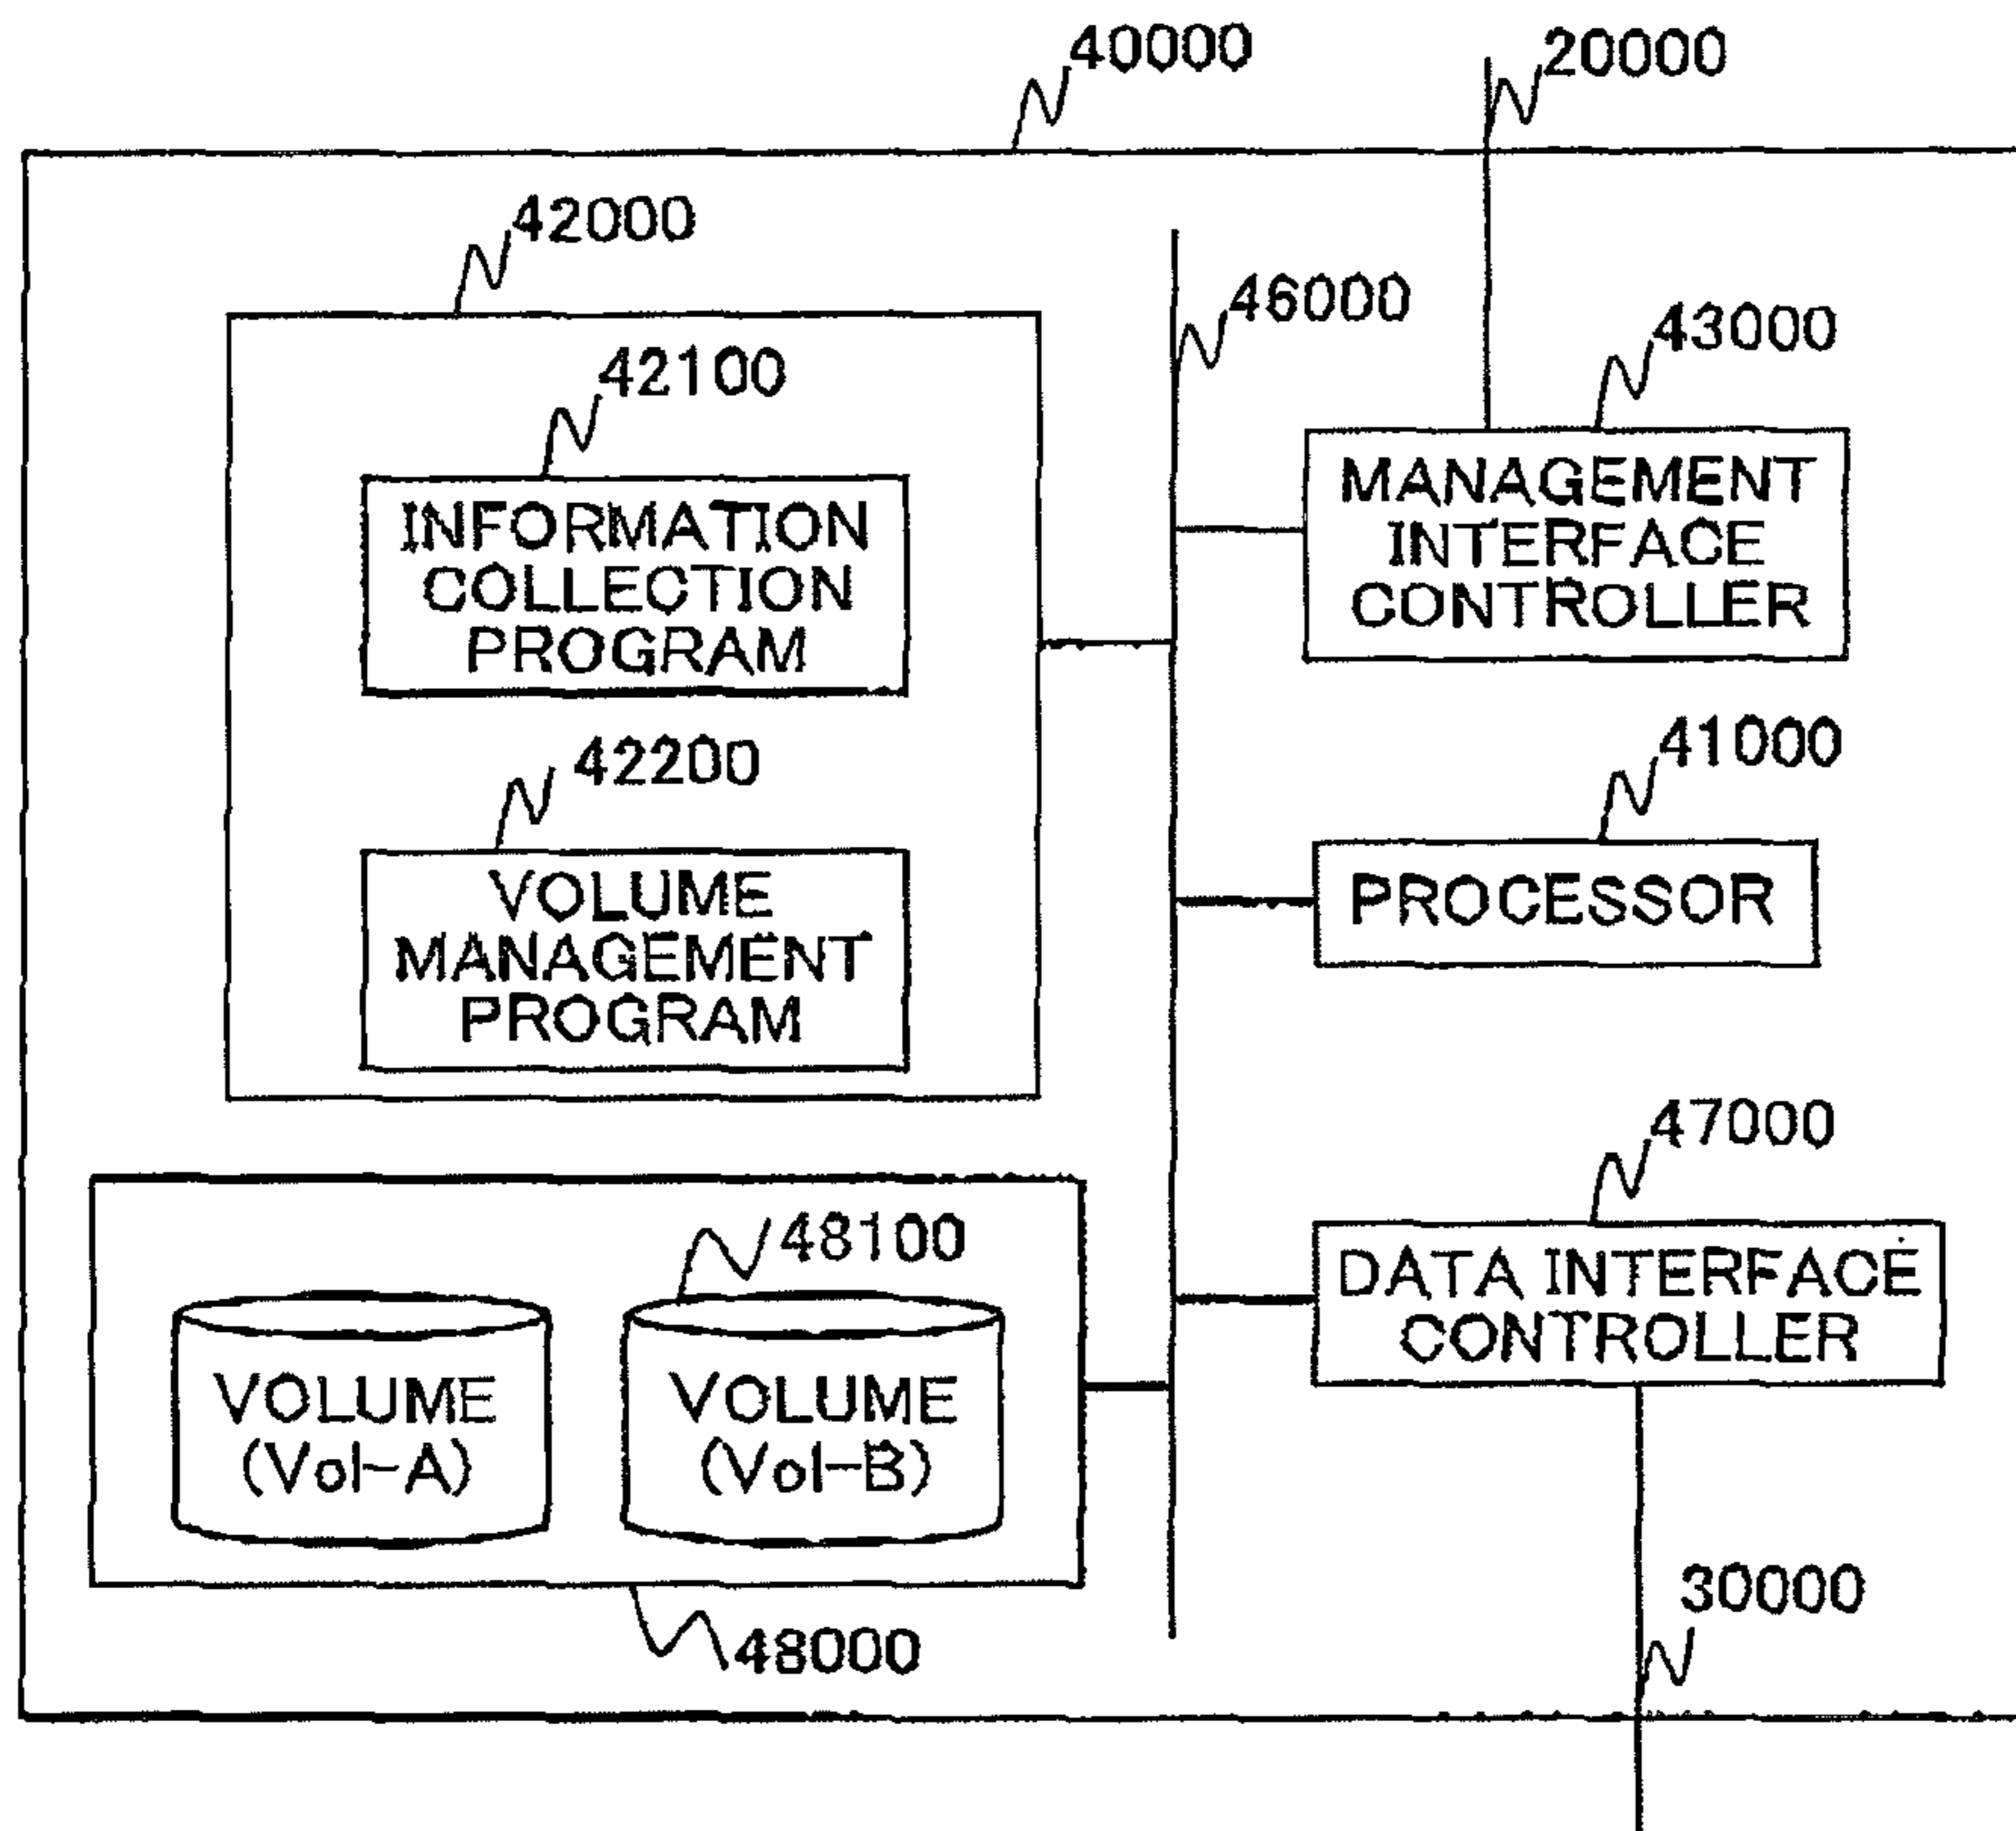 40000
20000
42000
46000
43000
42100
INFORMATION
COLLECTION
PROGRAM
MANAGEMENT
INTERFACE
CONTROLLER
42200
VOLUME
MANAGEMENT
PROGRAM
41000
PROCESSOR
47000
DATA INTERFACE
CONTROLLER
48100
VOLUME
(Vol-A)
VOLUME
(Vol-B)
48000
30000